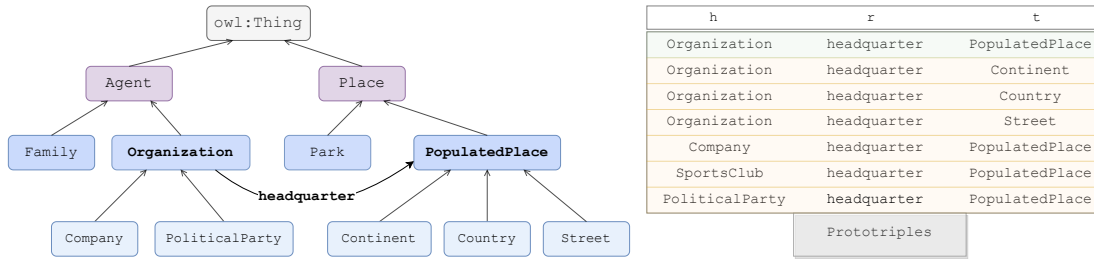 owl:Thing
Agent Place
Family Organization Park PopulatedPlace
headquarter
Company PoliticalParty Continent Country Street
h r t
Organization headquarter PopulatedPlace
Organization headquarter Continent
Organization headquarter Country
Organization headquarter Street
Company headquarter PopulatedPlace
SportsClub headquarter PopulatedPlace
PoliticalParty headquarter PopulatedPlace
Prototriples